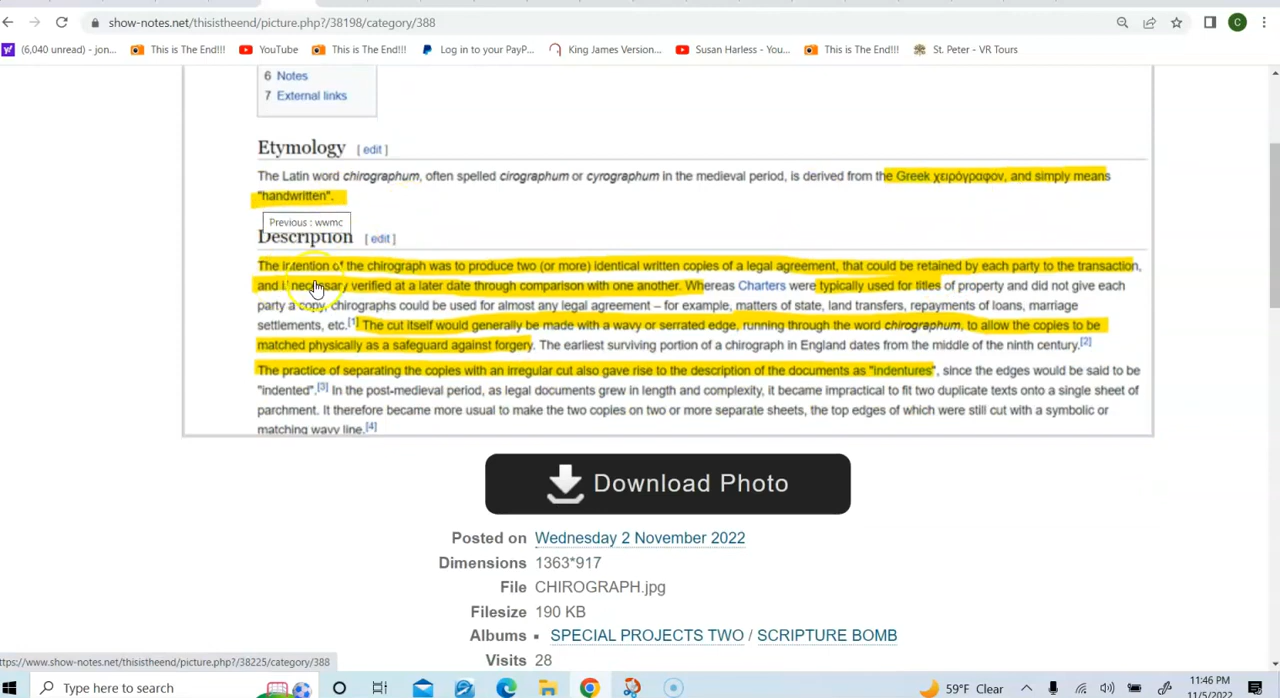 show-notes.net/thisistheend/picture.php?/38198/category/388
C
(6,040 unread) - jon...
This is The End!!!
YouTube
This is The End!!!
Log in to your PayP...
King James Version...
Susan Harless - You...
This is The End!!!
St. Peter - VR Tours
6 Notes
7 External links
Etymology [ edit ]
The Latin word chirographum, often spelled cirographum or cyrographum in the medieval period, is derived from the Greek χειρόγραφον, and simply means
"handwritten".
Previous : wwmc
Description [ edit ]
The intention of the chirograph was to produce two (or more) identical written copies of a legal agreement, that could be retained by each party to the transaction,
and i necessary verified at a later date through comparison with one another. Whereas Charters were typically used for titles of property and did not give each
party a copy, chirographs could be used for almost any legal agreement – for example, matters of state, land transfers, repayments of loans, marriage
settlements, etc.[1] The cut itself would generally be made with a wavy or serrated edge, running through the word chirographum, to allow the copies to be
matched physically as a safeguard against forgery. The earliest surviving portion of a chirograph in England dates from the middle of the ninth century.[2]
The practice of separating the copies with an irregular cut also gave rise to the description of the documents as "indentures", since the edges would be said to be
"indented".[3] In the post-medieval period, as legal documents grew in length and complexity, it became impractical to fit two duplicate texts onto a single sheet of
parchment. It therefore became more usual to make the two copies on two or more separate sheets, the top edges of which were still cut with a symbolic or
matching wavy line.[4]
Download Photo
Posted on Wednesday 2 November 2022
Dimensions 1363*917
File CHIROGRAPH.jpg
Filesize 190 KB
Albums ▪ SPECIAL PROJECTS TWO / SCRIPTURE BOMB
Visits 28
ttps://www.show-notes.net/thisistheend/picture.php?/38225/category/388
Type here to search
59°F Clear
11:46 PM
11/5/2022